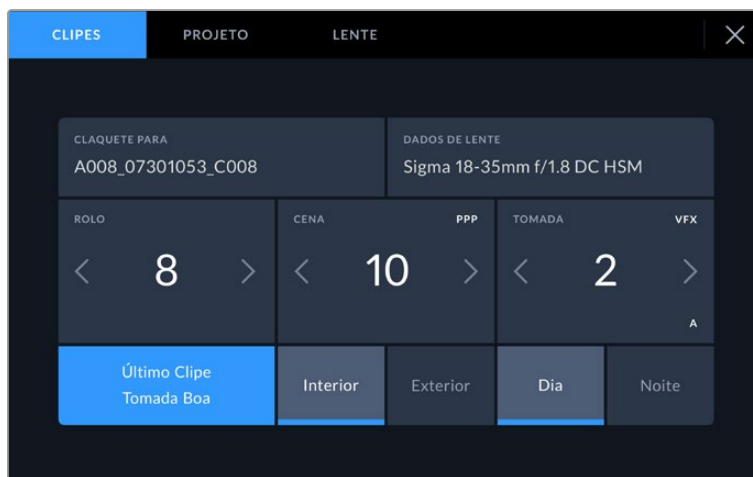 CLIPES PROJETO LENTE
CLAQUETE PARA
A008_07301053_C008
DADOS DE LENTE
Sigma 18-35mm f/1.8 DC HSM
ROLO
8
CENA PPP
10
TOMADA VFX
2
A
Último Clipe
Tomada Boa
Interior
Exterior
Dia
Noite